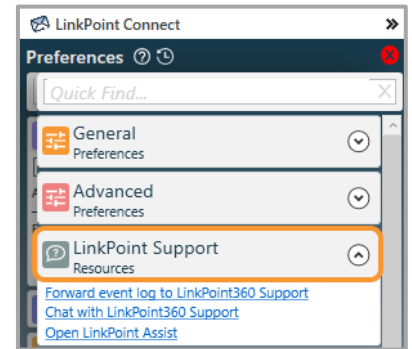 LinkPoint Connect
Preferences
Quick Find...
General
Preferences
Advanced
Preferences
LinkPoint Support
Resources
Forward event log to LinkPoint360 Support
Chat with LinkPoint360 Support
Open LinkPoint Assist